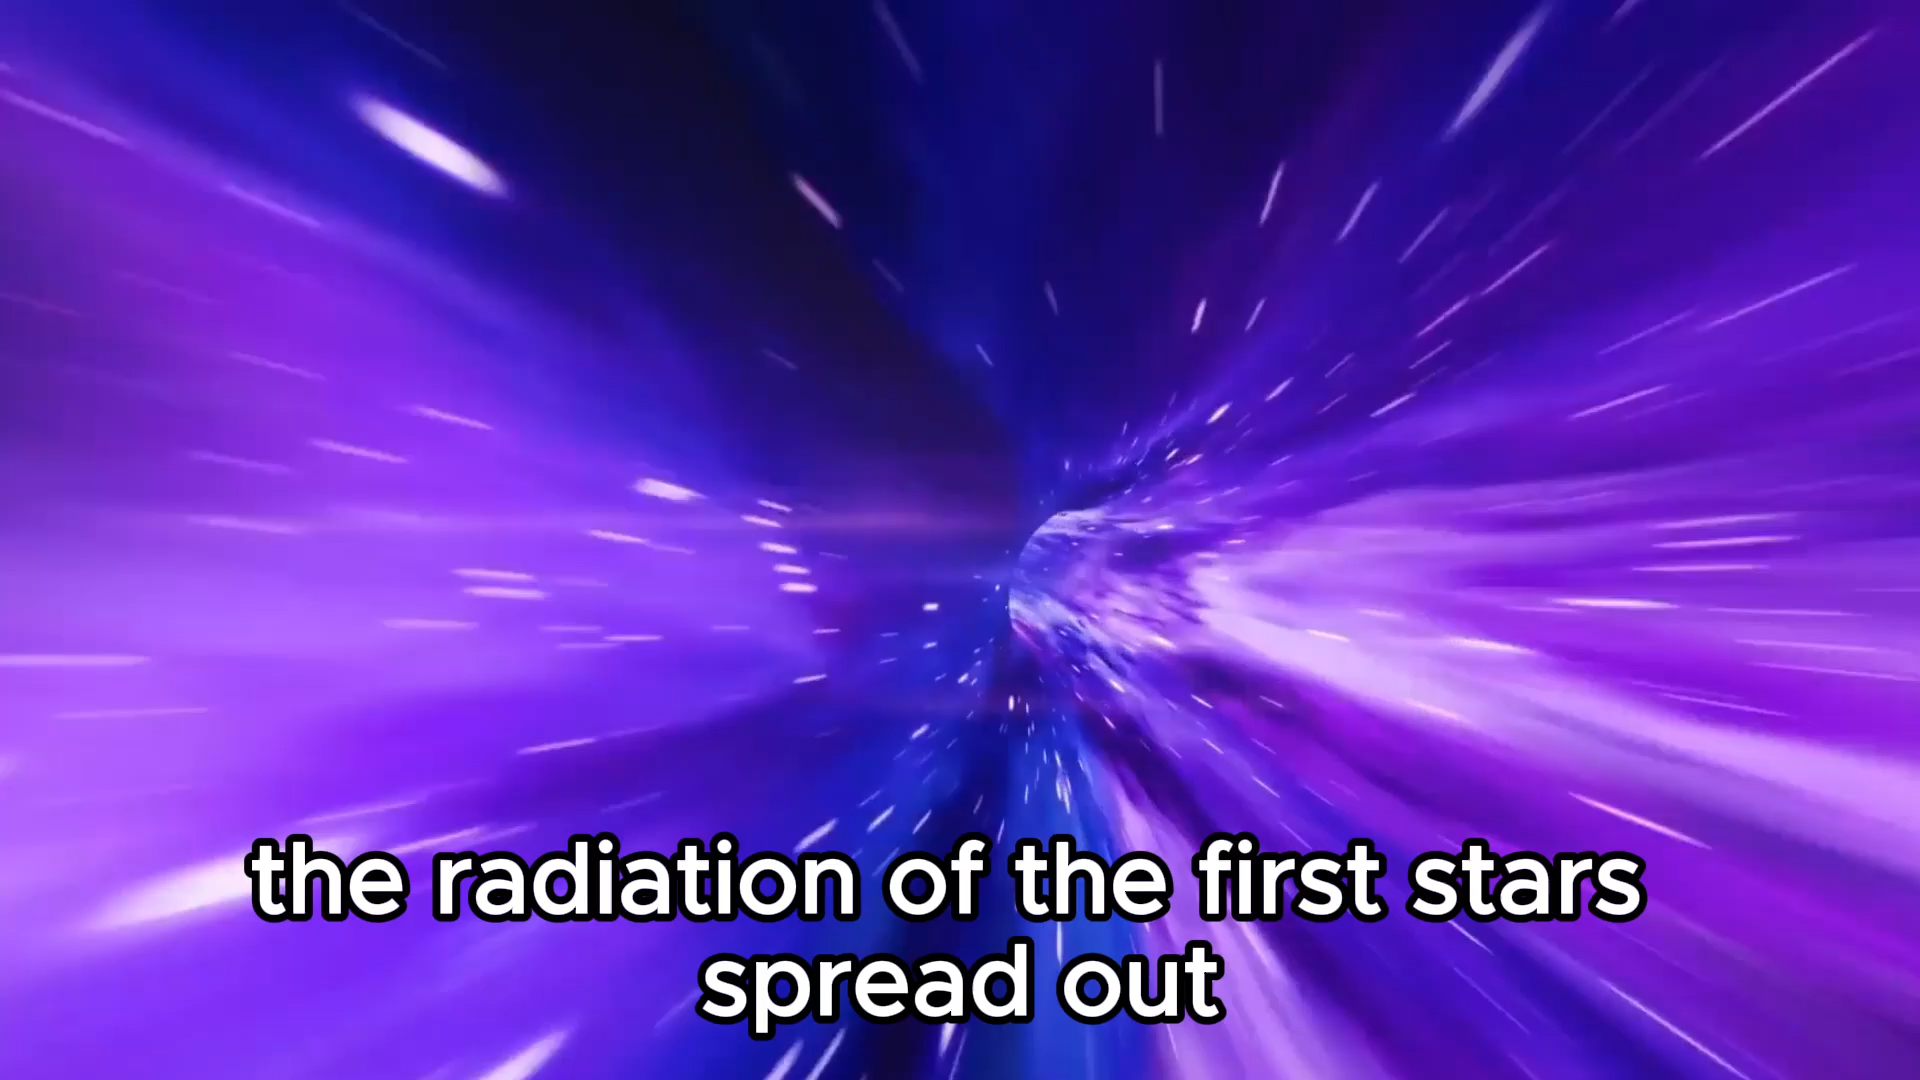 the radiation of the first stars
spread out